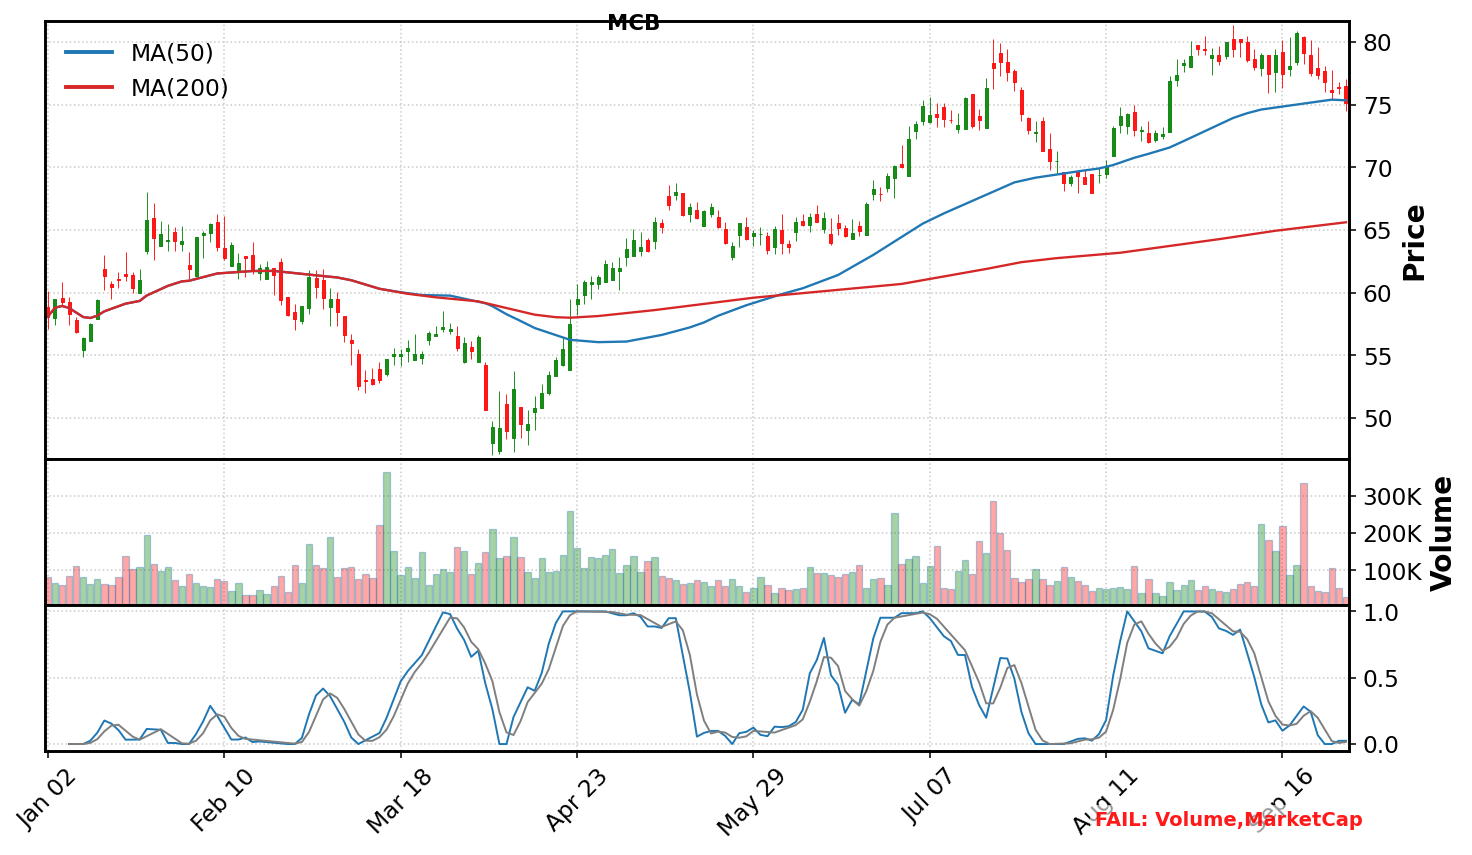 MCB
MA(50)
MA(200)
80
75
70
65
60
55
50
Price
300K
200K
100K
Volume
1.0
0.5
0.0
Jan 02
Feb 10
Mar 18
Apr 23
May 29
Jul 07
Aug 11
Sep 16
FAIL: Volume,MarketCap